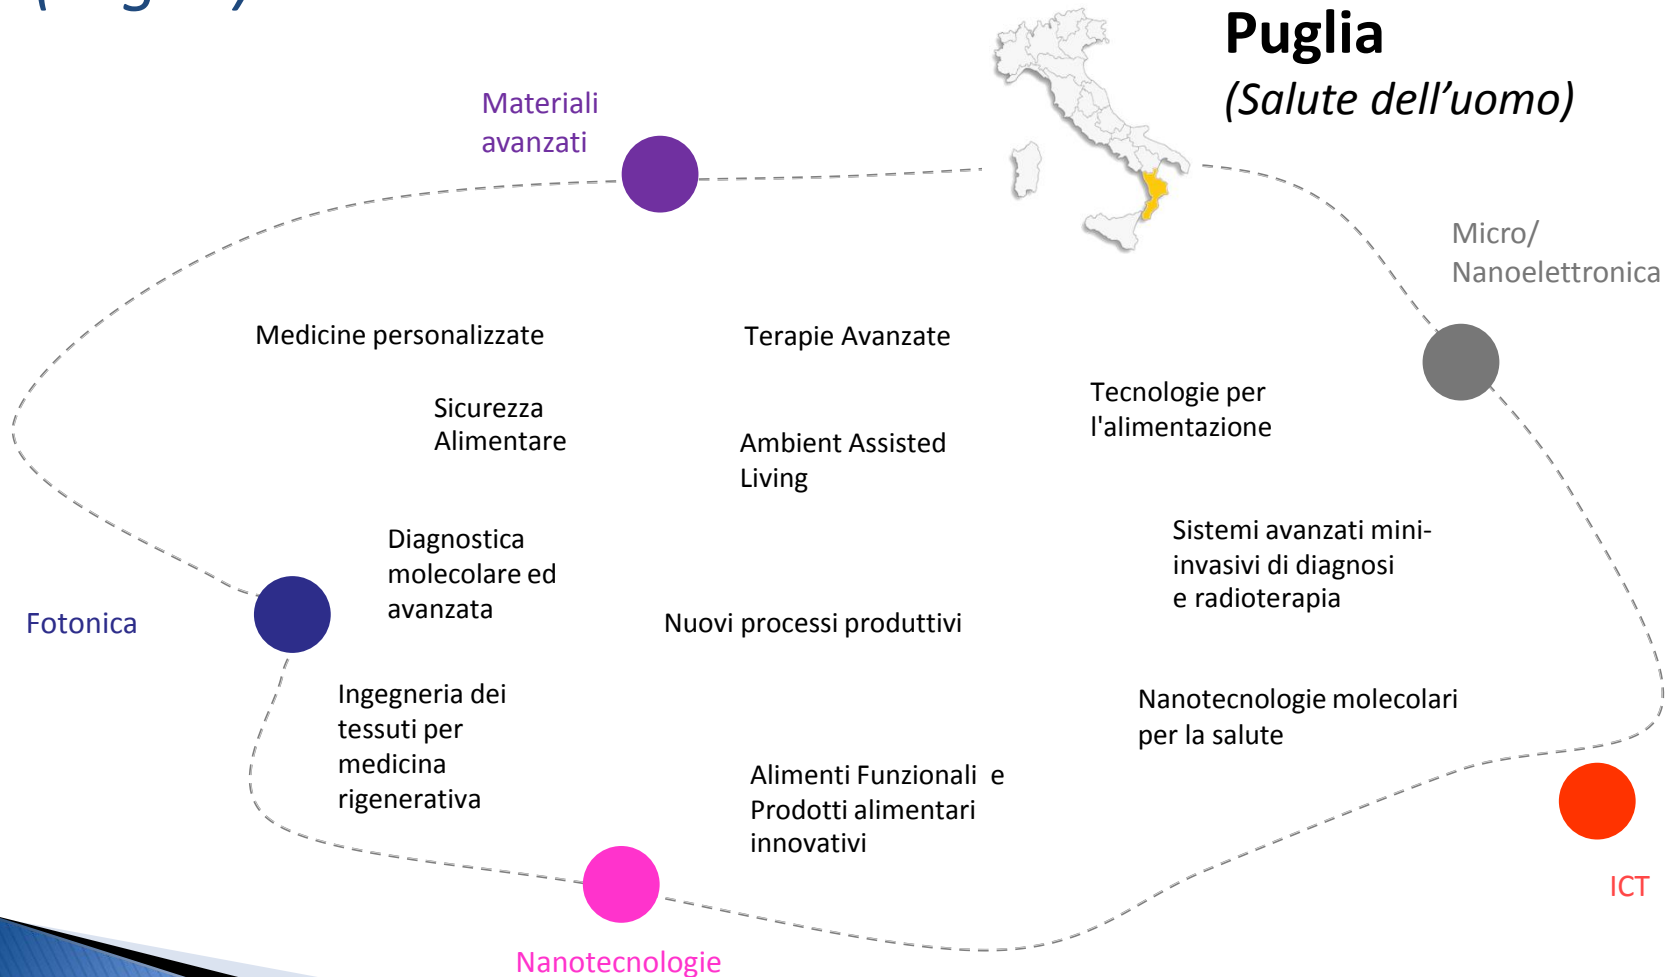 Puglia
(Salute dell'uomo)
Materiali
avanzati
Micro/
Nanoelettronica
Medicine personalizzate
Terapie Avanzate
Tecnologie per
l'alimentazione
Sicurezza
Alimentare
Ambient Assisted
Living
Diagnostica
molecolare ed
avanzata
Sistemi avanzati mini-
invasivi di diagnosi
e radioterapia
Fotonica
Nuovi processi produttivi
Ingegneria dei
tessuti per
medicina
rigenerativa
Nanotecnologie molecolari
per la salute
Alimenti Funzionali e
Prodotti alimentari
innovativi
ICT
Nanotecnologie